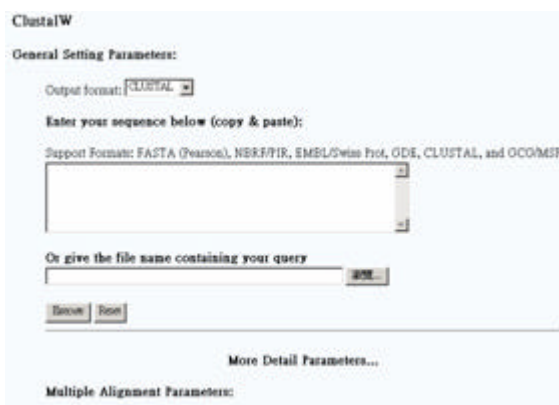 ClustalW
General Setting Parameters:
Output format: CLUSTAL
Enter your sequence below (copy & paste):
Support Formats: FASTA (Pearson), NBRF/PIR, EMBL/Swiss Prot, GDE, CLUSTAL, and GCG/MSF
Or give the file name containing your query
Reset
More Detail Parameters...
Multiple Alignment Parameters: